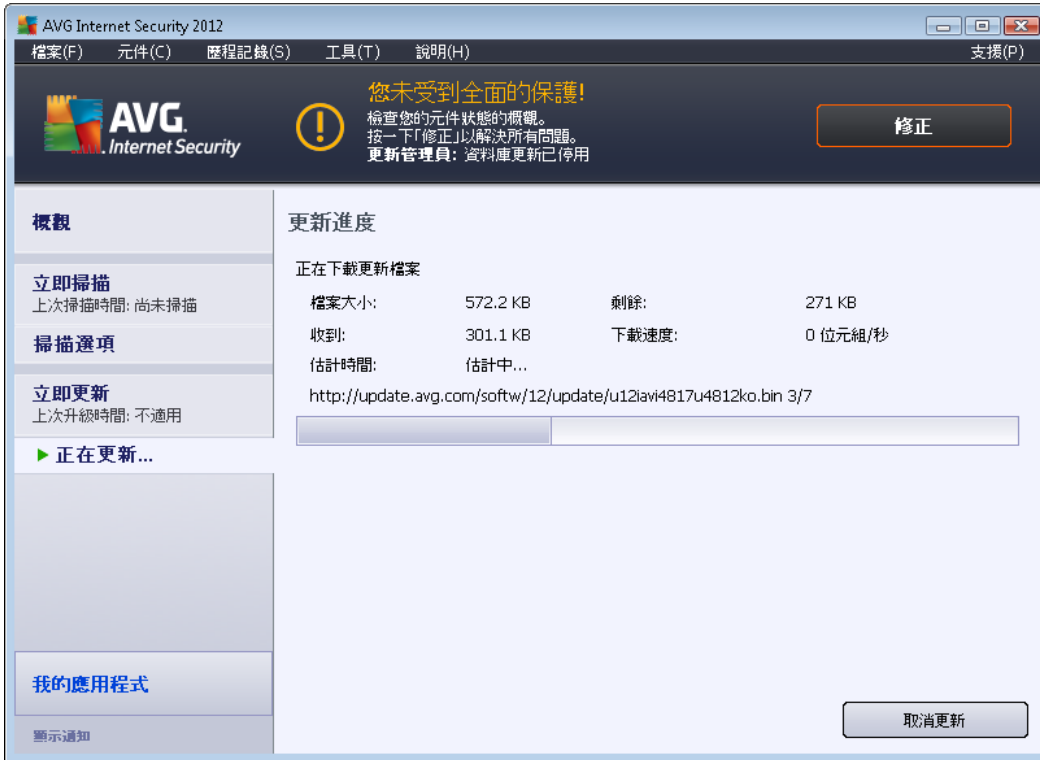 AVG Internet Security 2012
檔案(F) 元件(C) 歷程記錄(S) 工具(T) 說明(H) 支援(P)
AVG.
Internet Security
您未受到全面的保護!
檢查您的元件狀態的概觀。
按一下「修正」以解決所有問題。
更新管理員: 資料庫更新已停用
修正
概觀
立即掃描
上次掃描時間: 尚未掃描
掃描選項
立即更新
上次升級時間: 不適用
正在更新...
我的應用程式
顯示通知
更新進度
正在下載更新檔案
檔案大小: 572.2 KB 剩餘: 271 KB
收到: 301.1 KB 下載速度: 0 位元組/秒
估計時間: 估計中...
http://update.avg.com/softw/12/update/u12iavi4817u4812ko.bin 3/7
取消更新